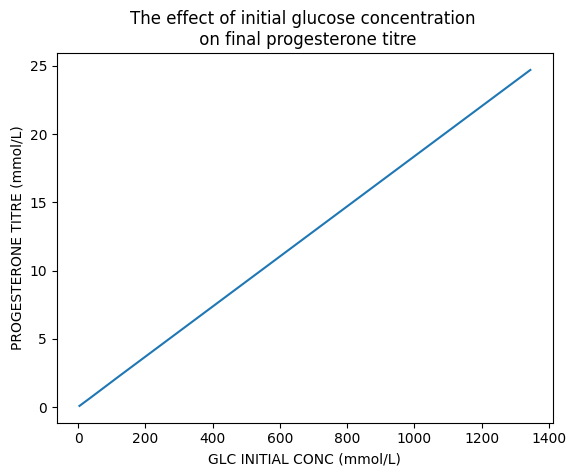 The effect of initial glucose concentration
on final progesterone titre
25
20
15
10
5
0
PROGESTERONE TITRE (mmol/L)
0 200 400 600 800 1000 1200 1400
GLC INITIAL CONC (mmol/L)